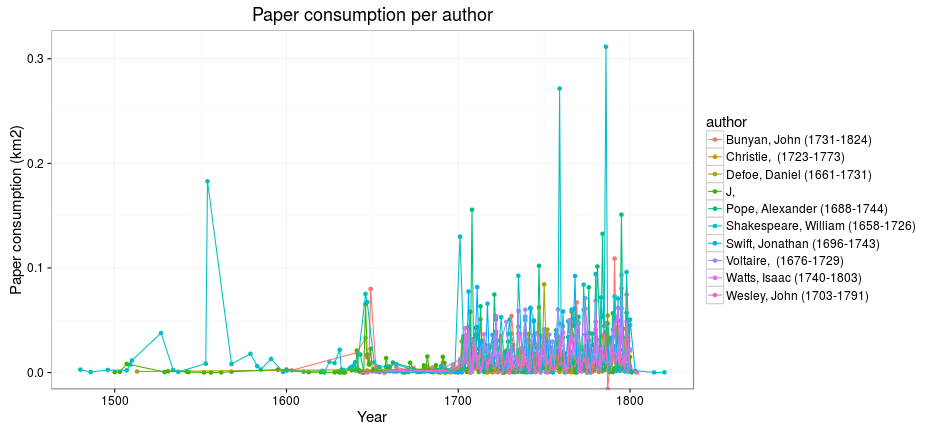 Paper consumption per author
Paper consumption (km2)
0.3
0.2
0.1
0.0
1500
1600
1700
1800
Year
author
Bunyan, John (1731-1824)
Christie, (1723-1773)
Defoe, Daniel (1661-1731)
J,
Pope, Alexander (1688-1744)
Shakespeare, William (1658-1726)
Swift, Jonathan (1696-1743)
Voltaire, (1676-1729)
Watts, Isaac (1740-1803)
Wesley, John (1703-1791)